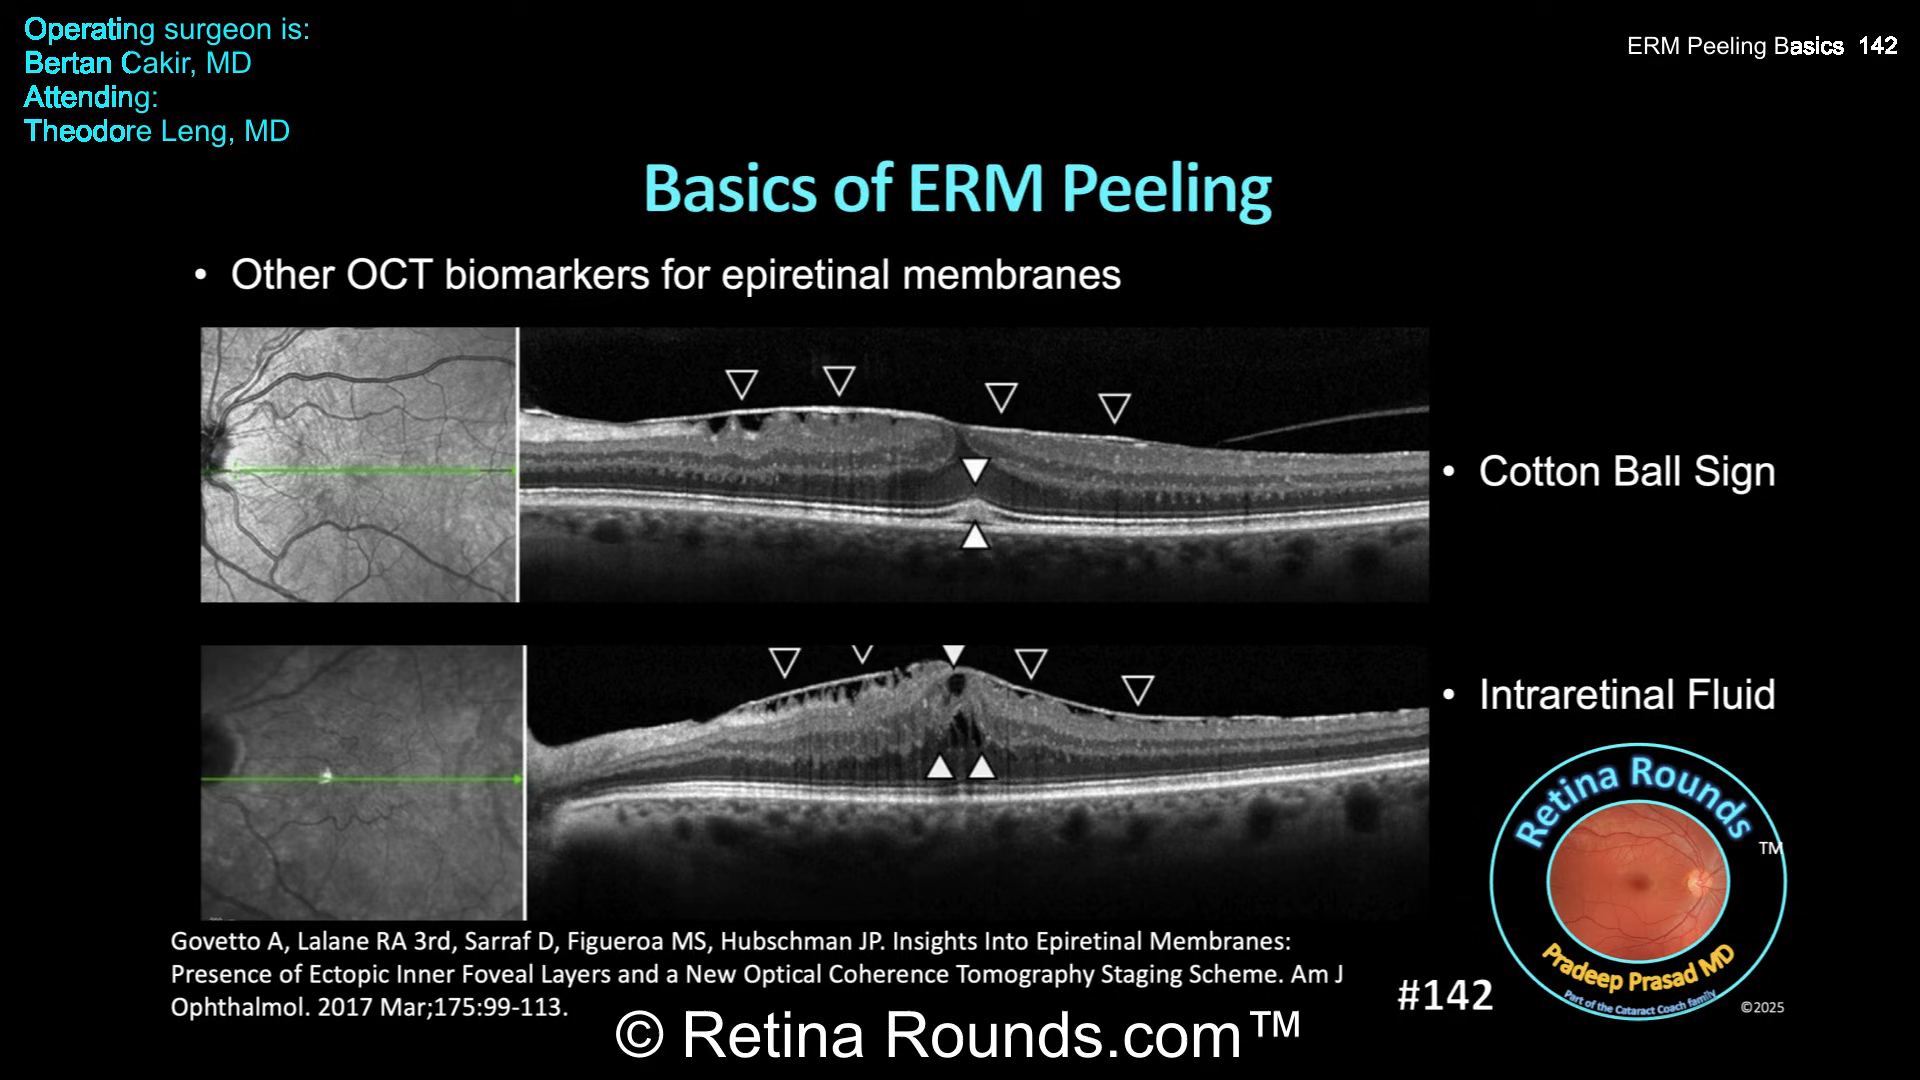 Operating surgeon is:
Bertan Cakir, MD
Attending:
Theodore Leng, MD
ERM Peeling Basics 142
Basics of ERM Peeling
• Other OCT biomarkers for epiretinal membranes
• Cotton Ball Sign
• Intraretinal Fluid
Retina Rounds
TM
Pradeep Prasad MD
Part of the Cataract Coach family
©2025
#142
Govetto A, Lalane RA 3rd, Sarraf D, Figueroa MS, Hubschman JP. Insights Into Epiretinal Membranes:
Presence of Ectopic Inner Foveal Layers and a New Optical Coherence Tomography Staging Scheme. Am J
Ophthalmol. 2017 Mar;175:99-113.
© Retina Rounds.com™